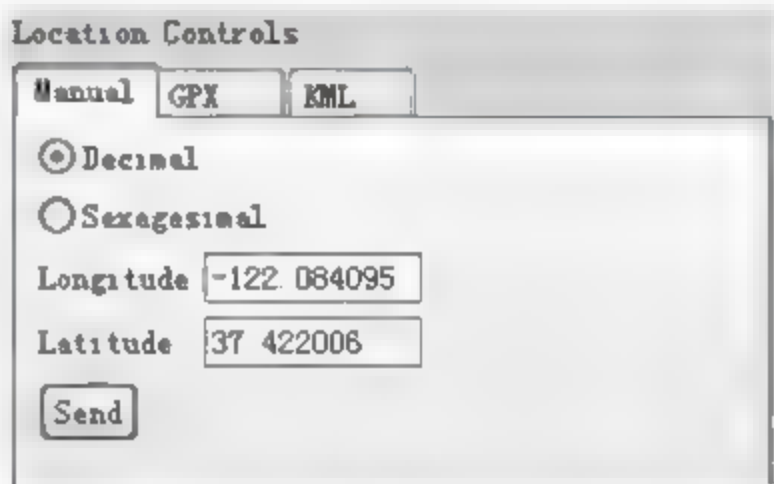 Location Controls
Manual GPX KML
Decimal
Sexagesimal
Longitude -122.084095
Latitude 37 422006
Send